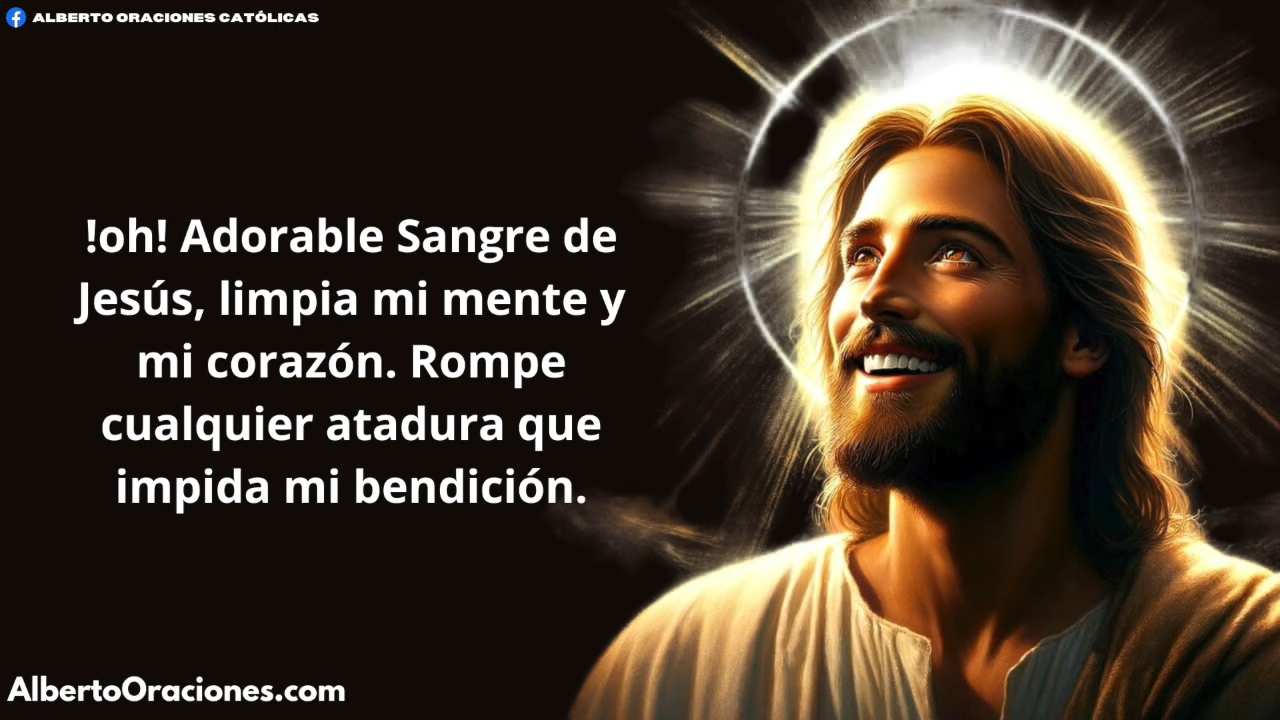 ALBERTO ORACIONES CATÓLICAS
!oh! Adorable Sangre de
Jesús, limpia mi mente y
mi corazón. Rompe
cualquier atadura que
impida mi bendición.
AlbertoOraciones.com